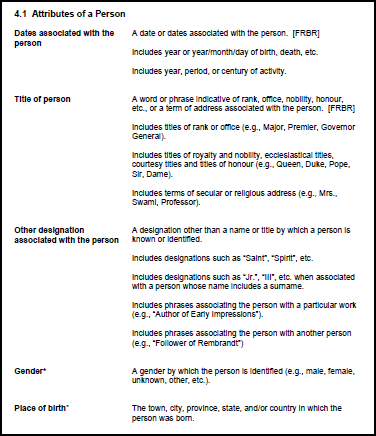 4.1 Attributes of a Person
Dates associated with the
person
A date or dates associated with the person. [FRBR]
Includes year or year/month/day of birth, death, etc.
Includes year, period, or century of activity.
Title of person
A word or phrase indicative of rank, office, nobility, honour,
etc., or a term of address associated with the person. [FRBR]
Includes titles of rank or office (e.g., Major, Premier, Governor
General).
Includes titles of royalty and nobility, ecclesiastical titles,
courtesy titles and titles of honour (e.g., Queen, Duke, Pope,
Sir, Dame).
Includes terms of secular or religious address (e.g., Mrs.,
Swami, Professor).
Other designation
associated with the person
A designation other than a name or title by which a person is
known or identified.
Includes designations such as “Saint”, “Spirit”, etc.
Includes designations such as “Jr.”, “III”, etc. when associated
with a person whose name includes a surname.
Includes phrases associating the person with a particular work
(e.g., “Author of Early Impressions”).
Includes phrases associating the person with another person
(e.g., “Follower of Rembrandt”)
Gender*
A gender by which the person is identified (e.g., male, female,
unknown, other, etc.).
Place of birth*
The town, city, province, state, and/or country in which the
person was born.